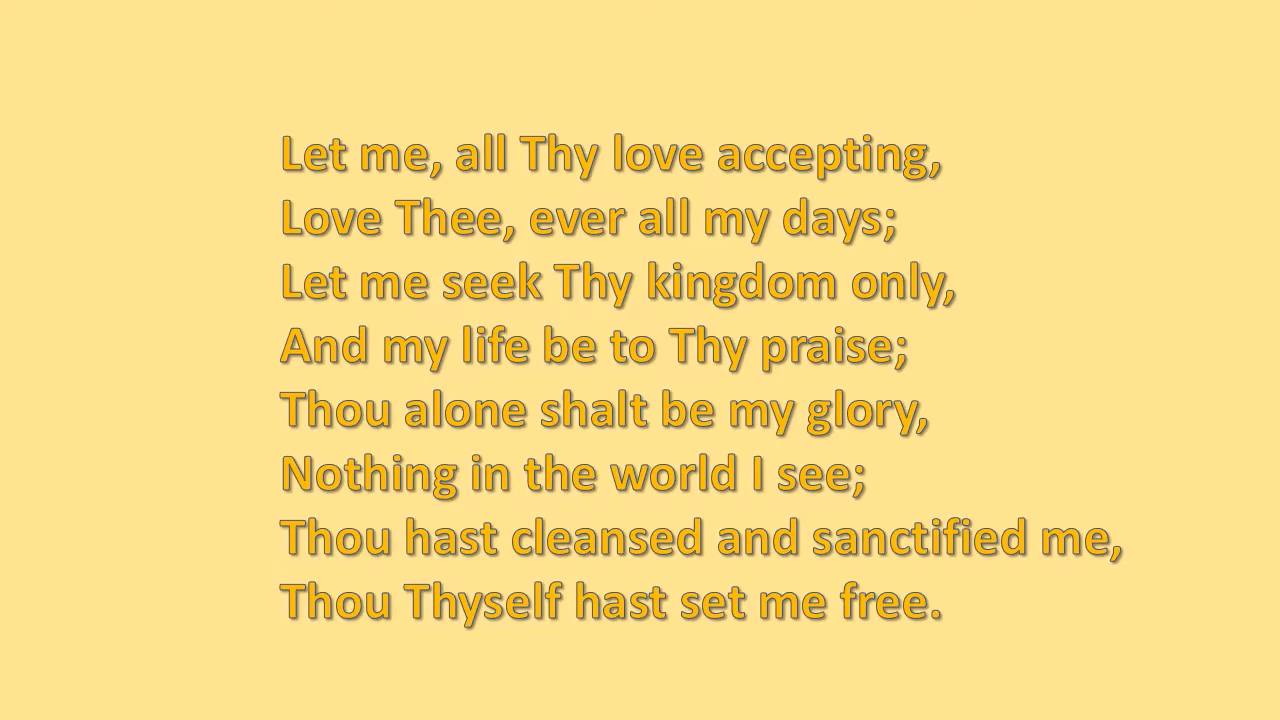 Let me, all Thy love accepting,
Love Thee, ever all my days;
Let me seek Thy kingdom only,
And my life be to Thy praise;
Thou alone shalt be my glory,
Nothing in the world I see;
Thou hast cleansed and sanctified me,
Thou Thyself hast set me free.